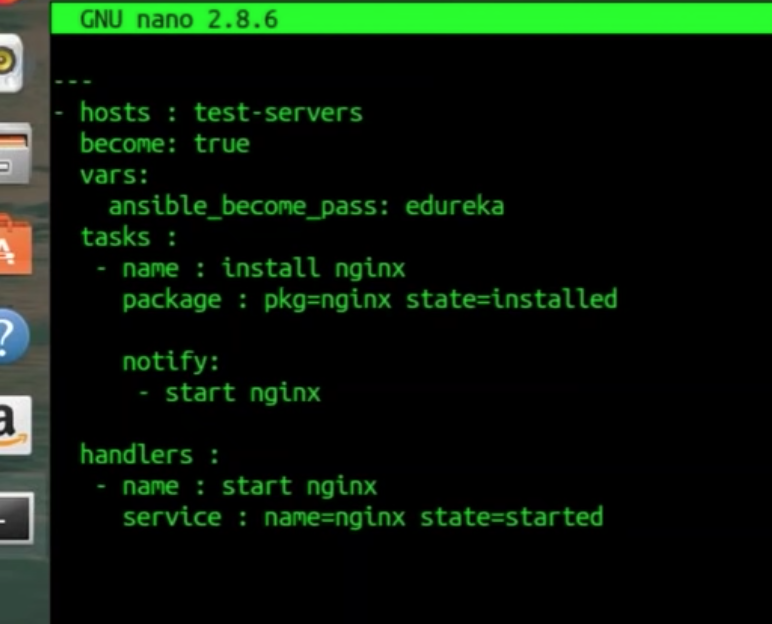 GNU nano 2.8.6
---
- hosts : test-servers
become: true
vars:
ansible_become_pass: edureka
tasks :
- name : install nginx
package : pkg=nginx state=installed
notify:
- start nginx
handlers :
- name : start nginx
service : name=nginx state=started